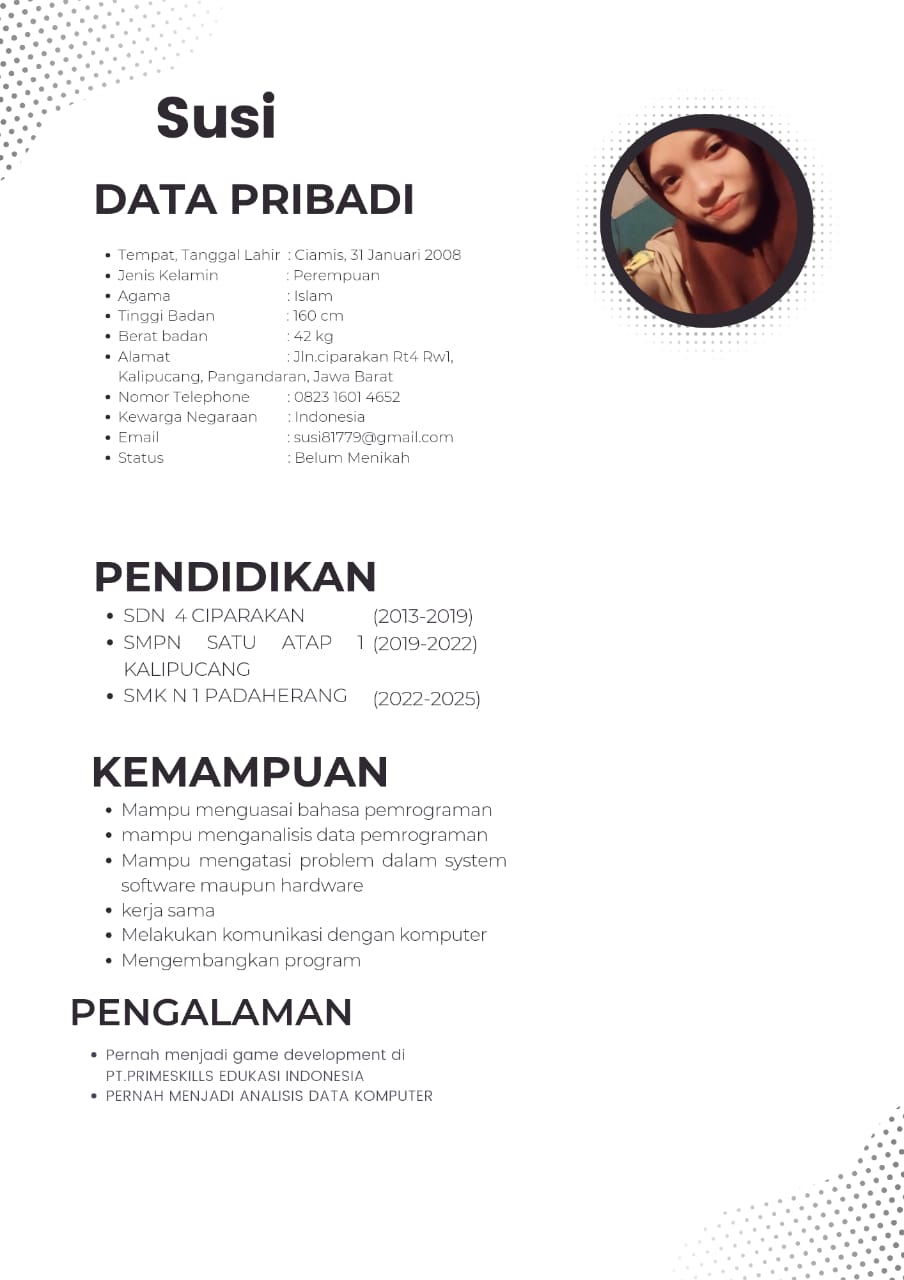 Susi
DATA PRIBADI
Tempat, Tanggal Lahir : Ciamis, 31 Januari 2008
Jenis Kelamin : Perempuan
Agama : Islam
Tinggi Badan : 160 cm
Berat badan : 42 kg
Alamat : Jln.ciparakan Rt4 Rw1,
Kalipucang, Pangandaran, Jawa Barat
Nomor Telephone : 0823 1601 4652
Kewarga Negaraan : Indonesia
Email : susi81779@gmail.com
Status : Belum Menikah
PENDIDIKAN
SDN 4 CIPARAKAN (2013-2019)
SMPN SATU ATAP 1 (2019-2022)
KALIPUCANG
SMK N 1 PADAHERANG (2022-2025)
KEMAMPUAN
Mampu menguasai bahasa pemrograman
mampu menganalisis data pemrograman
Mampu mengatasi problem dalam system
software maupun hardware
kerja sama
Melakukan komunikasi dengan komputer
Mengembangkan program
PENGALAMAN
Pernah menjadi game development di
PT.PRIMESKILLS EDUKASI INDONESIA
PERNAH MENJADI ANALISIS DATA KOMPUTER